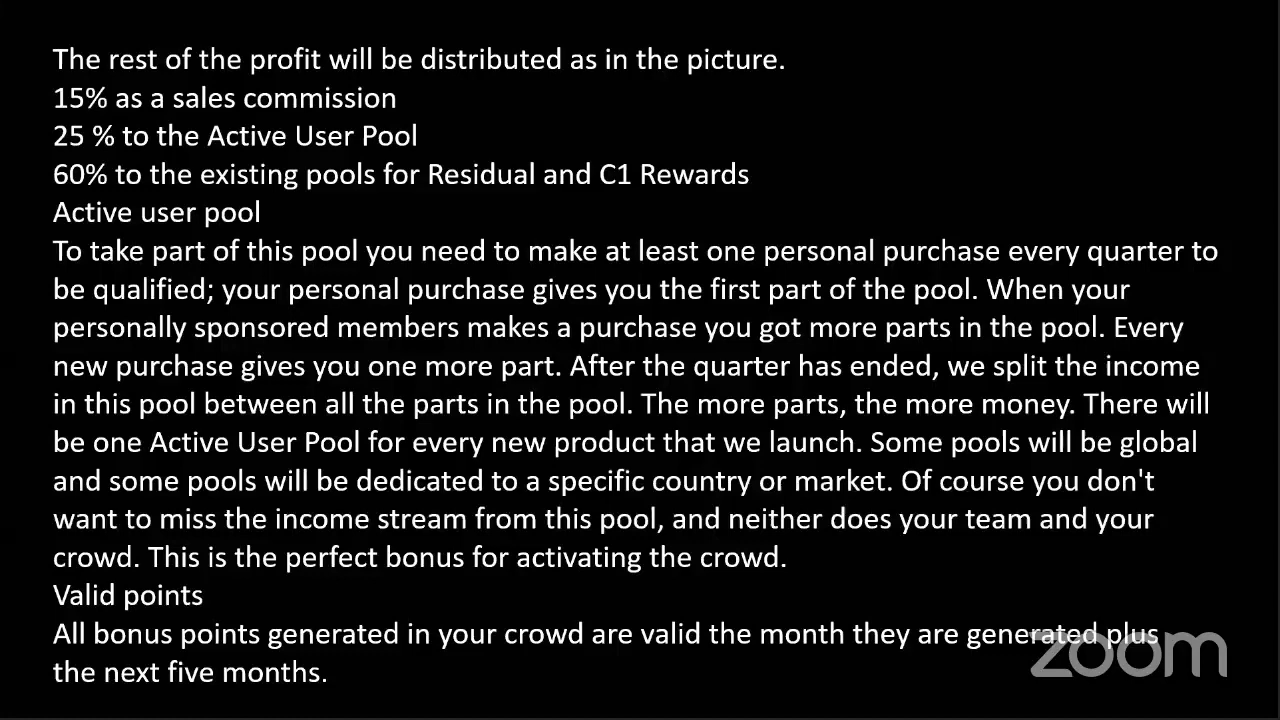 The rest of the profit will be distributed as in the picture.
15% as a sales commission
25 % to the Active User Pool
60% to the existing pools for Residual and C1 Rewards
Active user pool
To take part of this pool you need to make at least one personal purchase every quarter to
be qualified; your personal purchase gives you the first part of the pool. When your
personally sponsored members makes a purchase you got more parts in the pool. Every
new purchase gives you one more part. After the quarter has ended, we split the income
in this pool between all the parts in the pool. The more parts, the more money. There will
be one Active User Pool for every new product that we launch. Some pools will be global
and some pools will be dedicated to a specific country or market. Of course you don't
want to miss the income stream from this pool, and neither does your team and your
crowd. This is the perfect bonus for activating the crowd.
Valid points
All bonus points generated in your crowd are valid the month they are generated plus
the next five months.
zoom